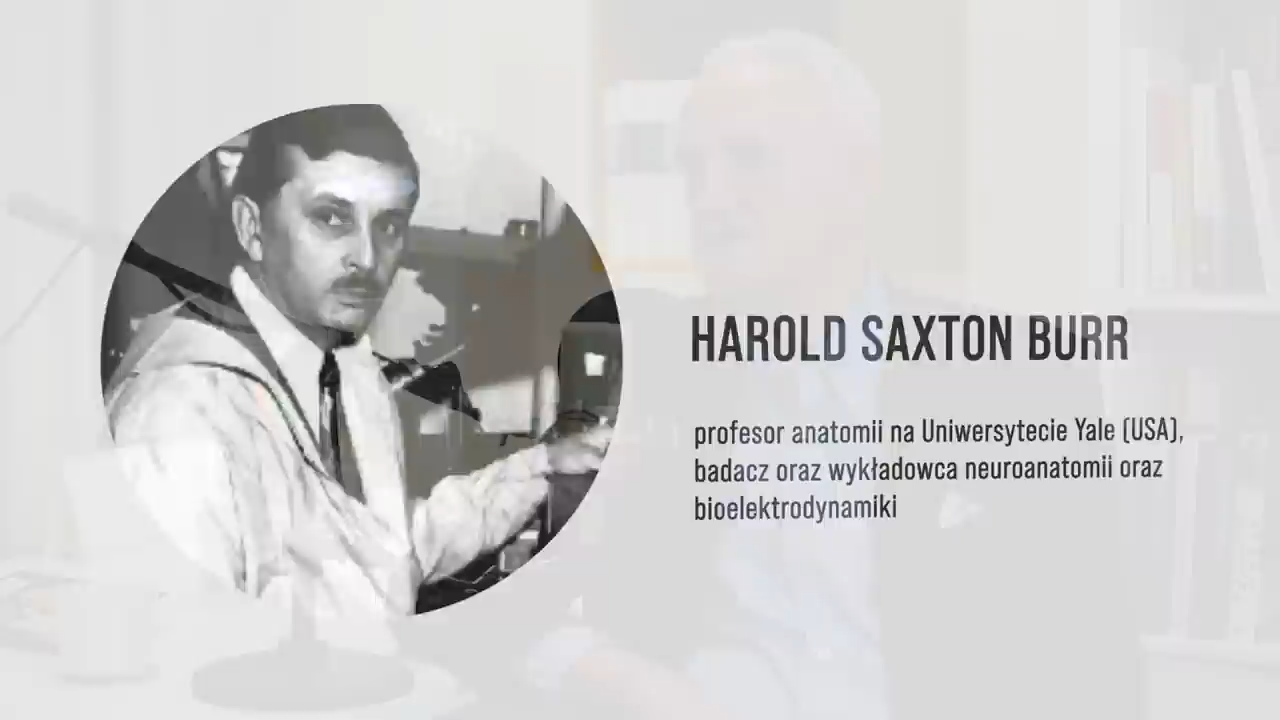 HAROLD SAXTON BURR
profesor anatomii na Uniwersytecie Yale (USA),
badacz oraz wykładowca neuroanatomii oraz
bioelektrodynamiki